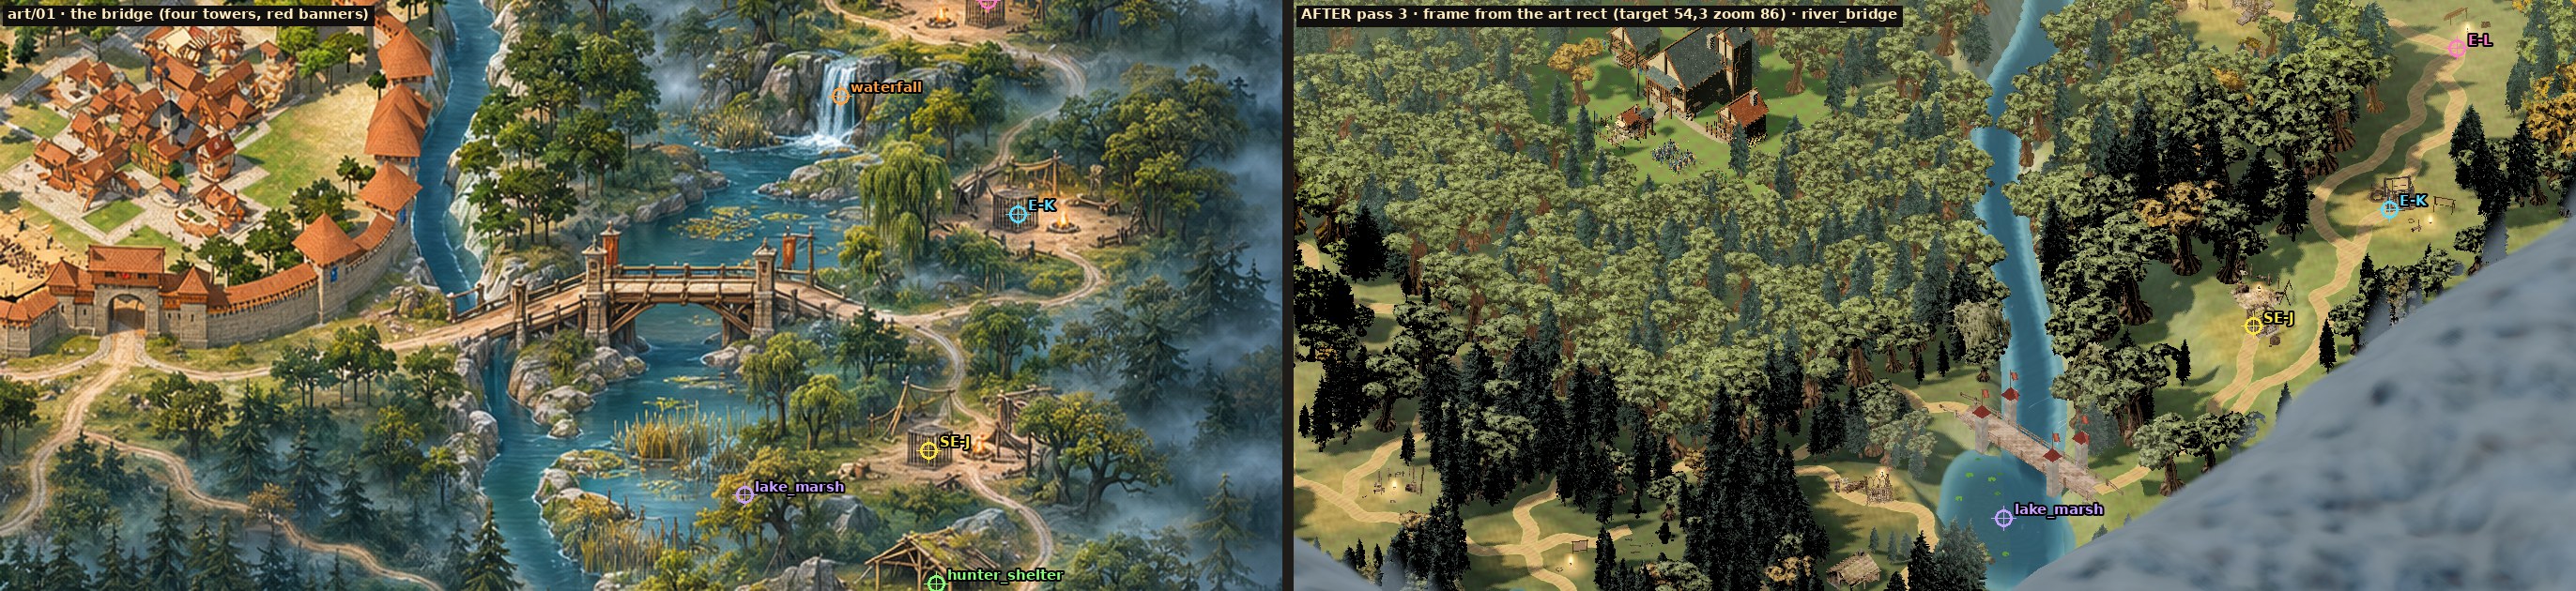 art/01 · the bridge (four towers, red banners)
waterfall
E-K
SE-J
lake_marsh
hunter_shelter
AFTER pass 3 · frame from the art rect (target 54,3 zoom 86) · river_bridge
E-L
E-K
SE-J
lake_marsh